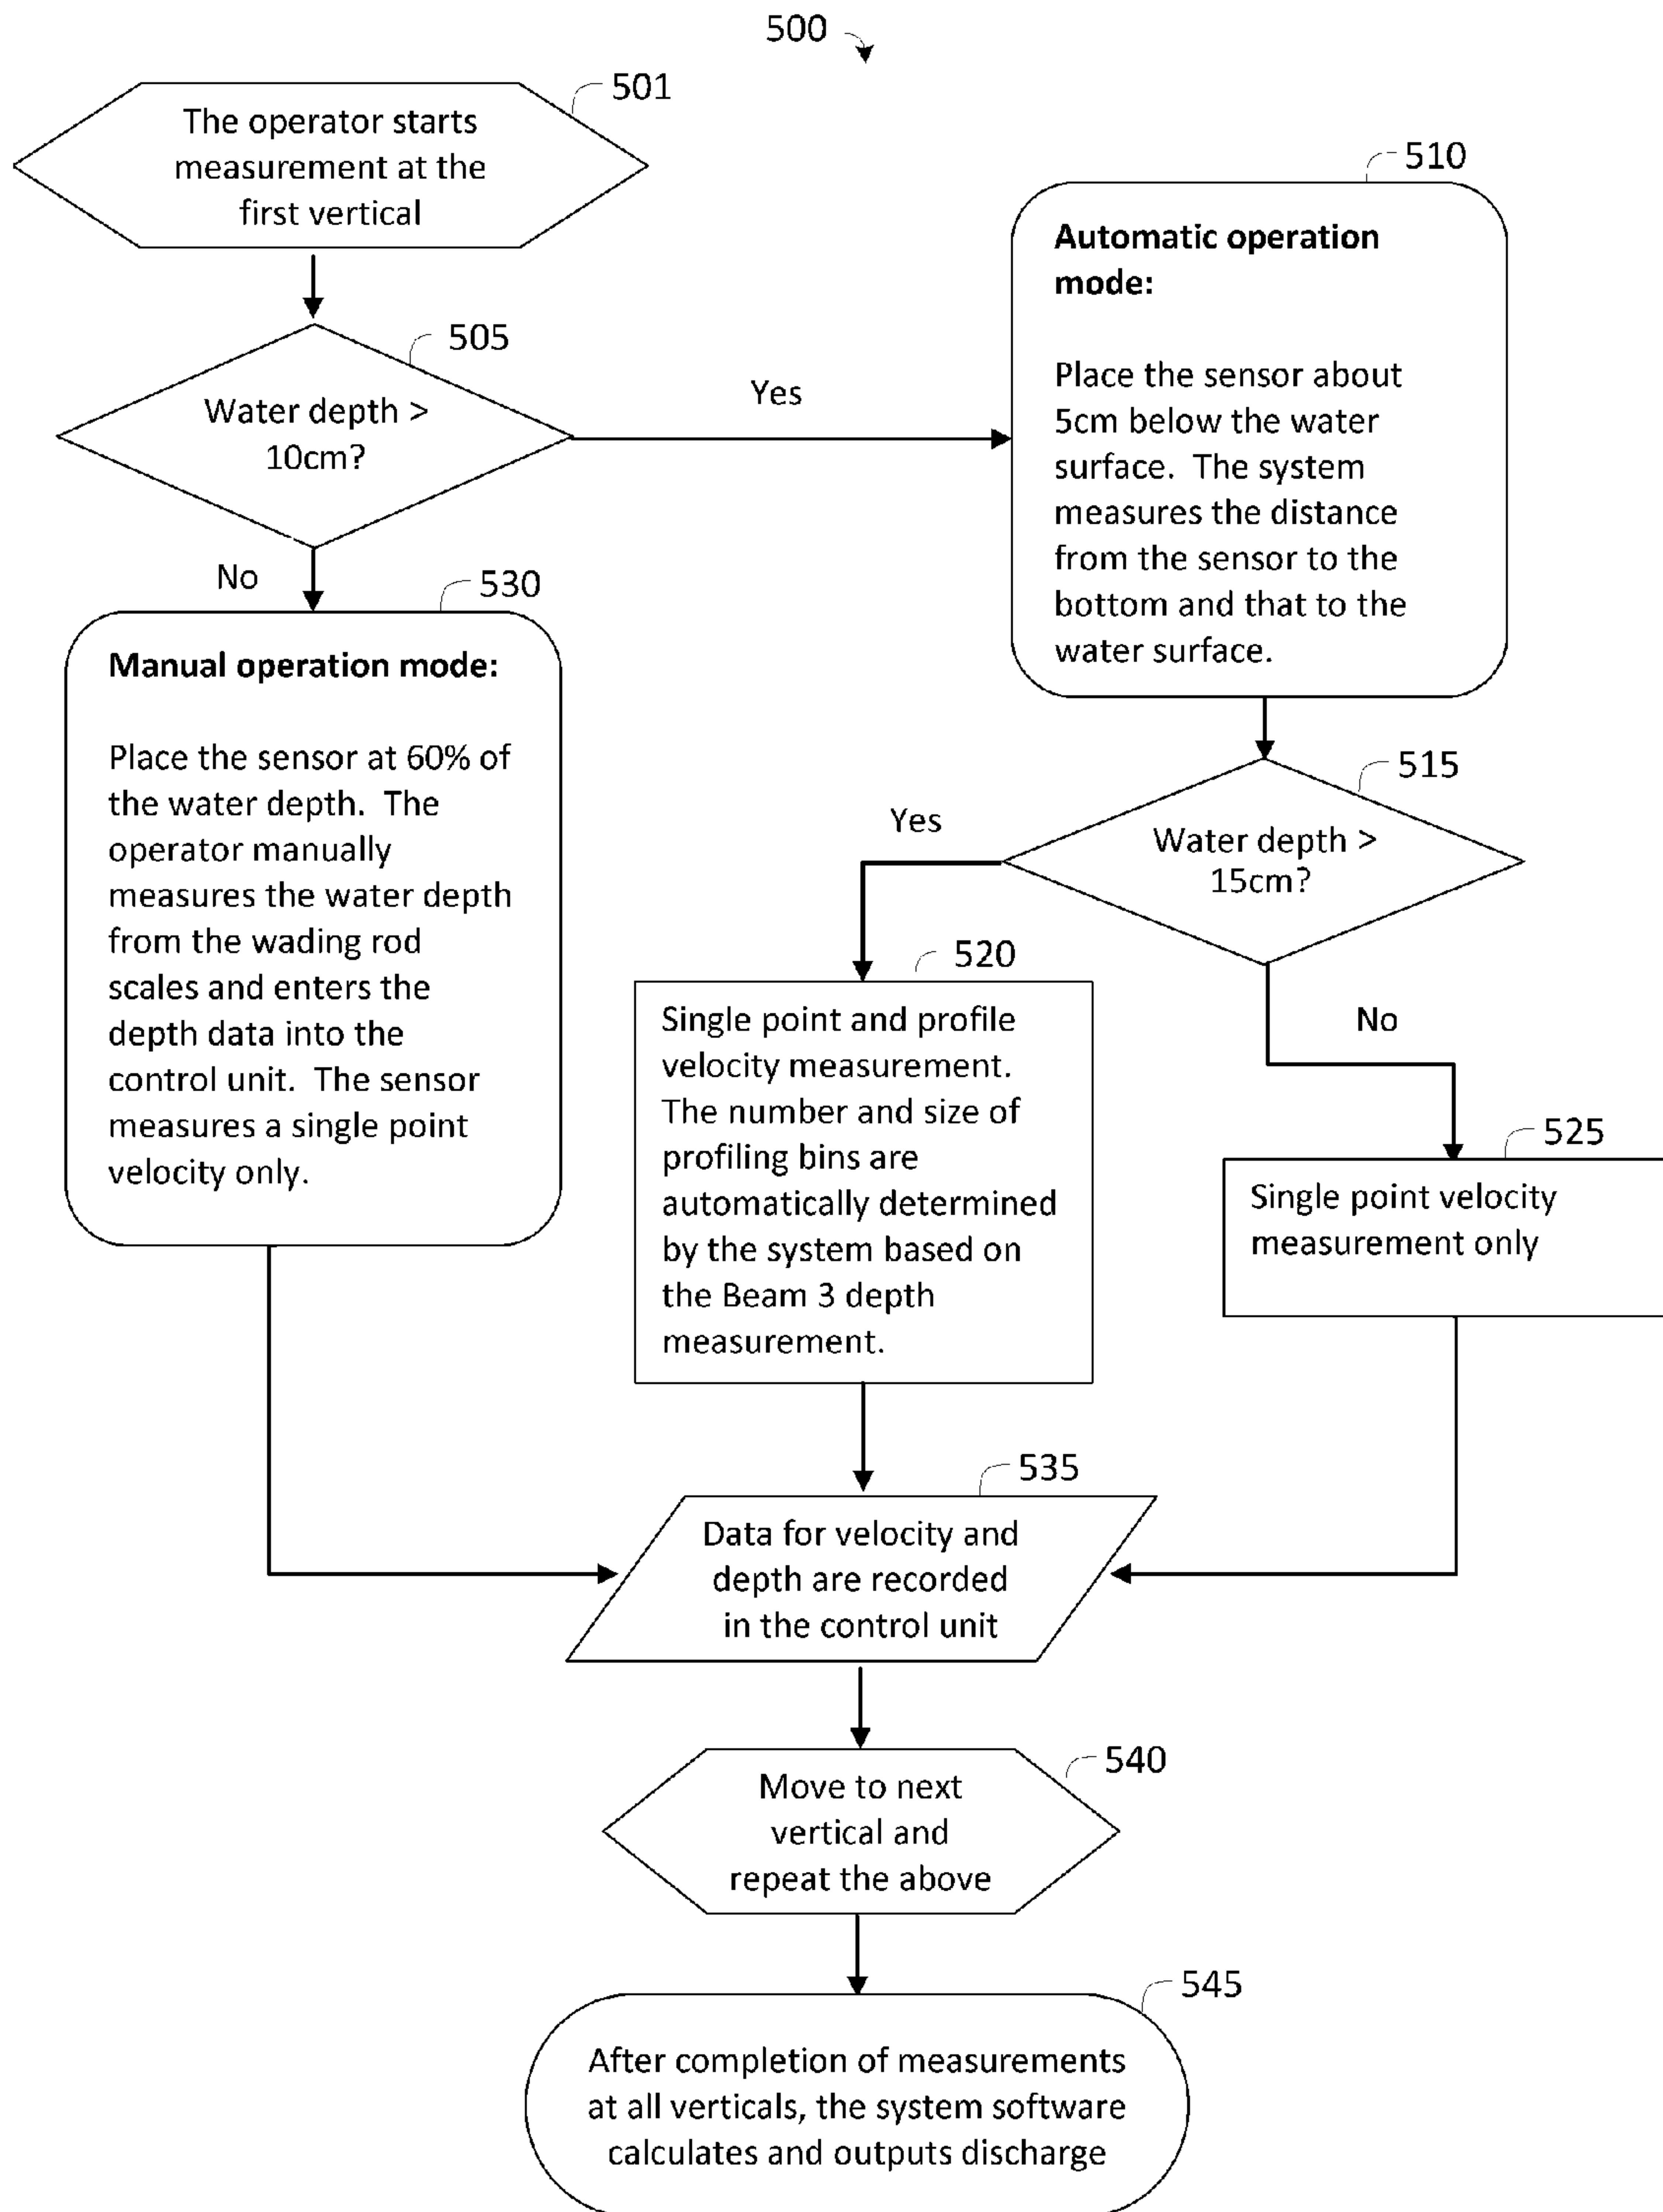 500
501
The operator starts
measurement at the
first vertical
505
Water depth >
10cm?
Yes
No
510
Automatic operation
mode:
Place the sensor about
5cm below the water
surface.  The system
measures the distance
from the sensor to the
bottom and that to the
water surface.
530
Manual operation mode:
Place the sensor at 60% of
the water depth.  The
operator manually
measures the water depth
from the wading rod
scales and enters the
depth data into the
control unit.  The sensor
measures a single point
velocity only.
515
Water depth >
15cm?
Yes
No
520
Single point and profile
velocity measurement.
The number and size of
profiling bins are
automatically determined
by the system based on
the Beam 3 depth
measurement.
525
Single point velocity
measurement only
535
Data for velocity and
depth are recorded
in the control unit
540
Move to next
vertical and
repeat the above
545
After completion of measurements
at all verticals, the system software
calculates and outputs discharge